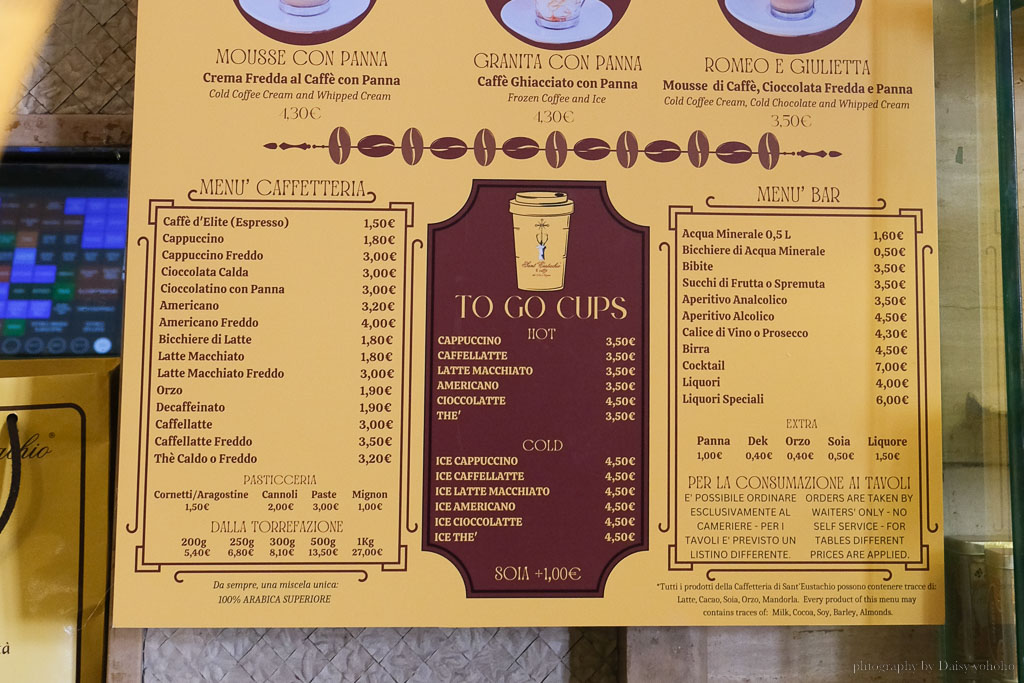 MOUSSE CON PANNA
Crema Fredda al Caffè con Panna
Cold Coffee Cream and Whipped Cream
4,30€
GRANITA CON PANNA
Caffè Ghiacciato con Panna
Frozen Coffee and Ice
4,30€
ROMEO E GIULIETTA
Mousse di Caffè, Cioccolata Fredda e Panna
Cold Coffee Cream, Cold Chocolate and Whipped Cream
3,50€
MENU' CAFFETTERIA
Caffè d'Elite (Espresso) 1,50€
Cappuccino 1,80€
Cappuccino Freddo 3,00€
Cioccolata Calda 3,00€
Cioccolatino con Panna 3,00€
Americano 3,20€
Americano Freddo 4,00€
Bicchiere di Latte 1,80€
Latte Macchiato 1,80€
Latte Macchiato Freddo 3,00€
Orzo 1,90€
Decaffeinato 1,90€
Caffellatte 3,00€
Caffellatte Freddo 3,50€
Thè Caldo o Freddo 3,20€
PASTICCERIA
Cornetti/Aragostine Cannoli Paste Mignon
1,50€ 2,00€ 3,00€ 1,00€
DALLA TORREFAZIONE
200g 250g 300g 500g 1Kg
5,40€ 6,80€ 8,10€ 13,50€ 27,00€
Da sempre, una miscela unica:
100% ARABICA SUPERIORE
Sant' Eustachio
TO GO CUPS
HOT
CAPPUCCINO 3,50€
CAFFELLATTE 3,50€
LATTE MACCHIATO 3,50€
AMERICANO 3,50€
CIOCCOLATTE 4,50€
THE' 3,50€
COLD
ICE CAPPUCCINO 4,50€
ICE CAFFELLATTE 4,50€
ICE LATTE MACCHIATO 4,50€
ICE AMERICANO 4,50€
ICE CIOCCOLATTE 4,50€
ICE THE' 4,50€
SOIA +1,00€
MENU' BAR
Acqua Minerale 0,5 L 1,60€
Bicchiere di Acqua Minerale 0,50€
Bibite 3,50€
Succhi di Frutta o Spremuta 3,50€
Aperitivo Analcolico 3,50€
Aperitivo Alcolico 4,50€
Calice di Vino o Prosecco 4,30€
Birra 4,50€
Cocktail 7,00€
Liquori 4,00€
Liquori Speciali 6,00€
EXTRA
Panna Dek Orzo Soia Liquore
1,00€ 0,40€ 0,40€ 0,50€ 1,50€
PER LA CONSUMAZIONE AI TAVOLI
E' POSSIBILE ORDINARE
ESCLUSIVAMENTE AL
CAMERIERE - PER I
TAVOLI E' PREVISTO UN
LISTINO DIFFERENTE.
ORDERS ARE TAKEN BY
WAITERS' ONLY - NO
SELF SERVICE - FOR
TABLES DIFFERENT
PRICES ARE APPLIED.
*Tutti i prodotti della Caffetteria di Sant'Eustachio possono contenere tracce di:
Latte, Cacao, Soia, Orzo, Mandorla. Every product of this menu may
contains traces of: Milk, Cocoa, Soy, Barley, Almonds.
phtography by Daisy yohoho